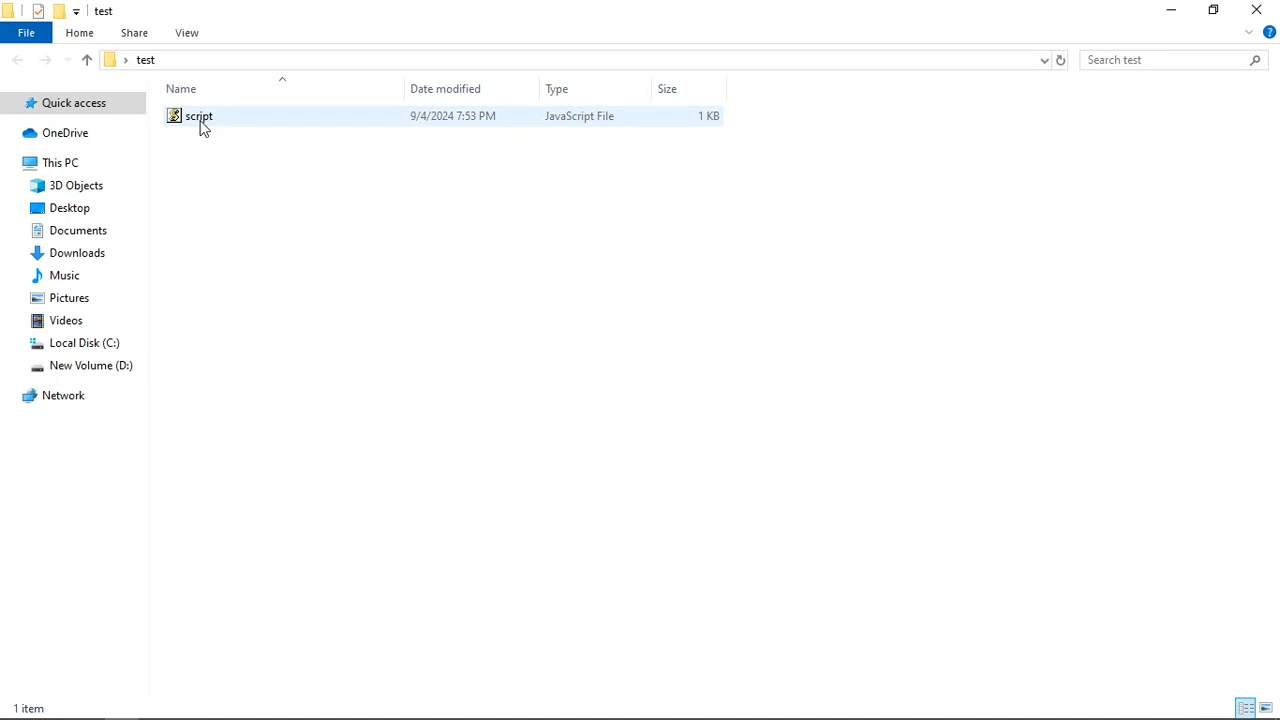 test
File Home Share View
test Search test
Name Date modified Type Size
Quick access
script 9/4/2024 7:53 PM JavaScript File 1 KB
OneDrive
This PC
3D Objects
Desktop
Documents
Downloads
Music
Pictures
Videos
Local Disk (C:)
New Volume (D:)
Network
1 item